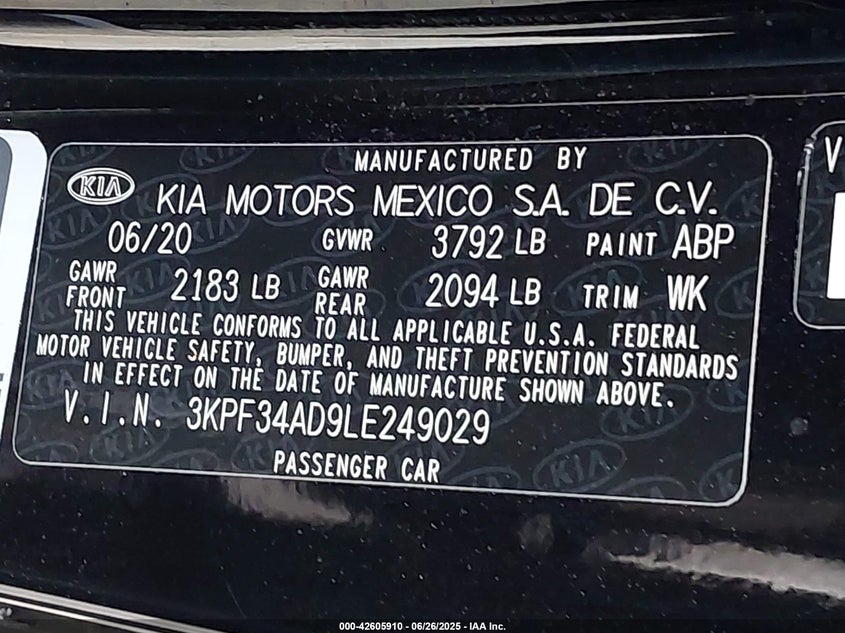 MANUFACTURED BY
KIA KIA MOTORS MEXICO S.A. DE C.V.
06/20 GVWR 3792 LB PAINT ABP
GAWR FRONT 2183 LB GAWR REAR 2094 LB TRIM WK
THIS VEHICLE CONFORMS TO ALL APPLICABLE U.S.A. FEDERAL
MOTOR VEHICLE SAFETY, BUMPER, AND THEFT PREVENTION STANDARDS
IN EFFECT ON THE DATE OF MANUFACTURE SHOWN ABOVE.
V.I.N. 3KPF34AD9LE249029
PASSENGER CAR
V
000-42605910 - 06/26/2025 - IAA Inc.